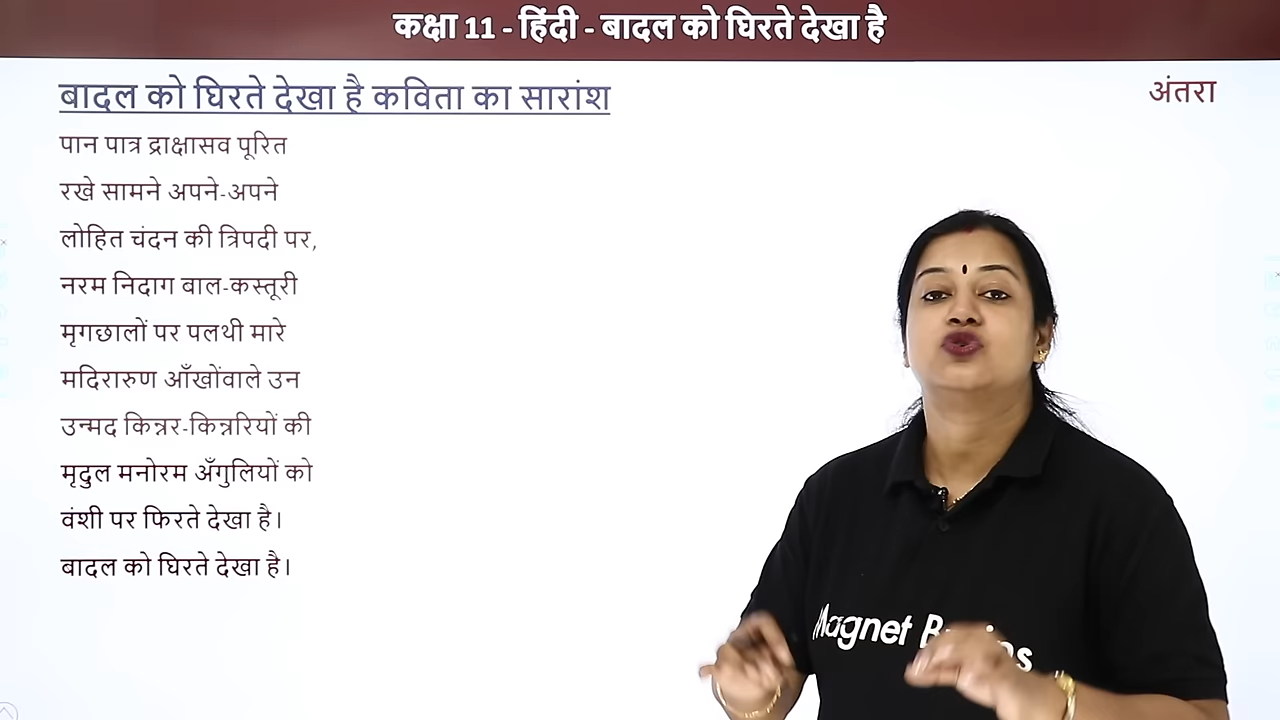 कक्षा 11 - हिंदी - बादल को घिरते देखा है
बादल को घिरते देखा है कविता का सारांश
अंतरा
पान पात्र द्राक्षासव पूरित
रखे सामने अपने-अपने
लोहित चंदन की त्रिपदी पर,
नरम निदाग बाल-कस्तूरी
मृगछालों पर पलथी मारे
मदिरारुण आँखोंवाले उन
उन्मद किन्नर-किन्नरियों की
मृदुल मनोरम अँगुलियों को
वंशी पर फिरते देखा है।
बादल को घिरते देखा है।
Magnet